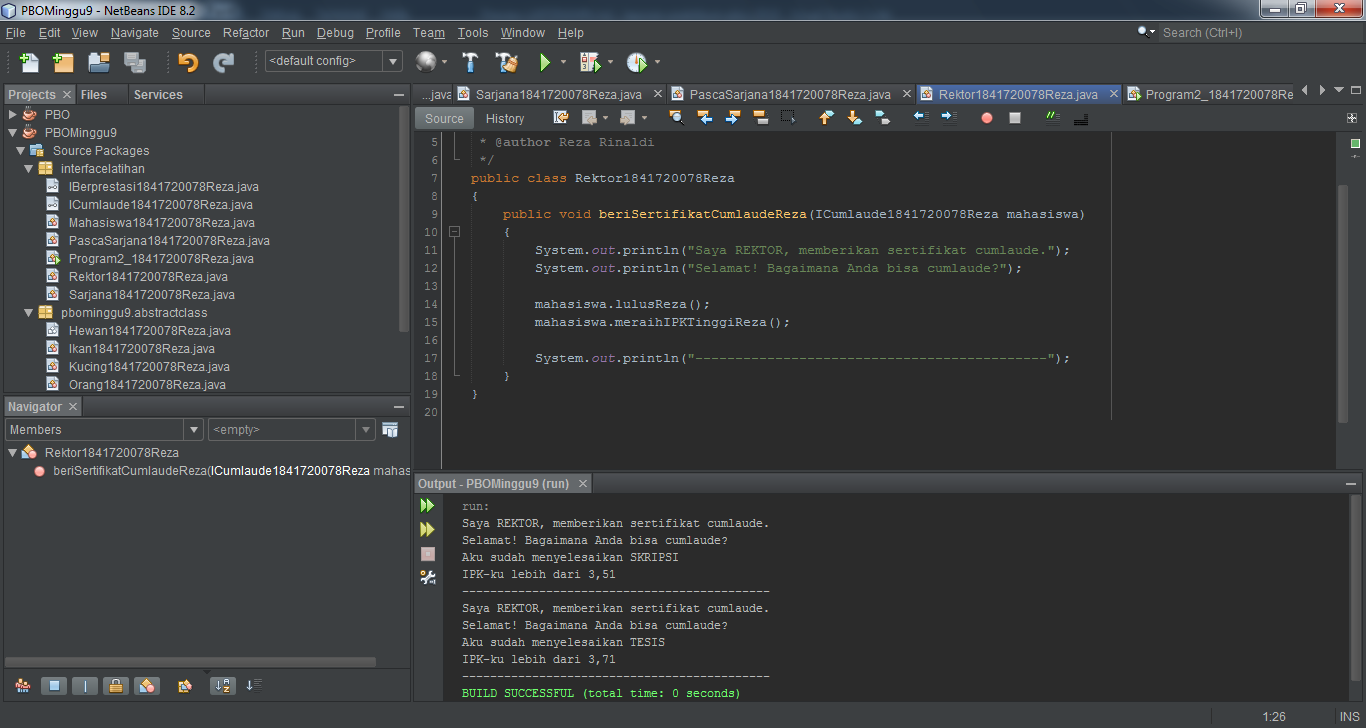 PBOMinggu9 - NetBeans IDE 8.2
File Edit View Navigate Source Refactor Run Debug Profile Team Tools Window Help
Search (Ctrl+I)
<default config>
Projects Files Services
PBO
PBOMinggu9
Source Packages
interfacelatihan
IBerprestasi1841720078Reza.java
ICumlaude1841720078Reza.java
Mahasiswa1841720078Reza.java
PascaSarjana1841720078Reza.java
Program2_1841720078Reza.java
Rektor1841720078Reza.java
Sarjana1841720078Reza.java
pbominggu9.abstractclass
Hewan1841720078Reza.java
Ikan1841720078Reza.java
Kucing1841720078Reza.java
Orang1841720078Reza.java
Navigator
Members <empty>
Rektor1841720078Reza
beriSertifikatCumlaudeReza(ICumlaude1841720078Reza mahas
...java Sarjana1841720078Reza.java PascaSarjana1841720078Reza.java Rektor1841720078Reza.java Program2_1841720078Re
Source History
5 * @author Reza Rinaldi
6 */
7 public class Rektor1841720078Reza
8 {
9 public void beriSertifikatCumlaudeReza(ICumlaude1841720078Reza mahasiswa)
10 {
11 System.out.println("Saya REKTOR, memberikan sertifikat cumlaude.");
12 System.out.println("Selamat! Bagaimana Anda bisa cumlaude?");
13
14 mahasiswa.lulusReza();
15 mahasiswa.meraihIPKTinggiReza();
16
17 System.out.println("--------------------------------------------");
18 }
19 }
20
Output - PBOMinggu9 (run)
run:
Saya REKTOR, memberikan sertifikat cumlaude.
Selamat! Bagaimana Anda bisa cumlaude?
Aku sudah menyelesaikan SKRIPSI
IPK-ku lebih dari 3,51
--------------------------------------------
Saya REKTOR, memberikan sertifikat cumlaude.
Selamat! Bagaimana Anda bisa cumlaude?
Aku sudah menyelesaikan TESIS
IPK-ku lebih dari 3,71
--------------------------------------------
BUILD SUCCESSFUL (total time: 0 seconds)
1:26 INS